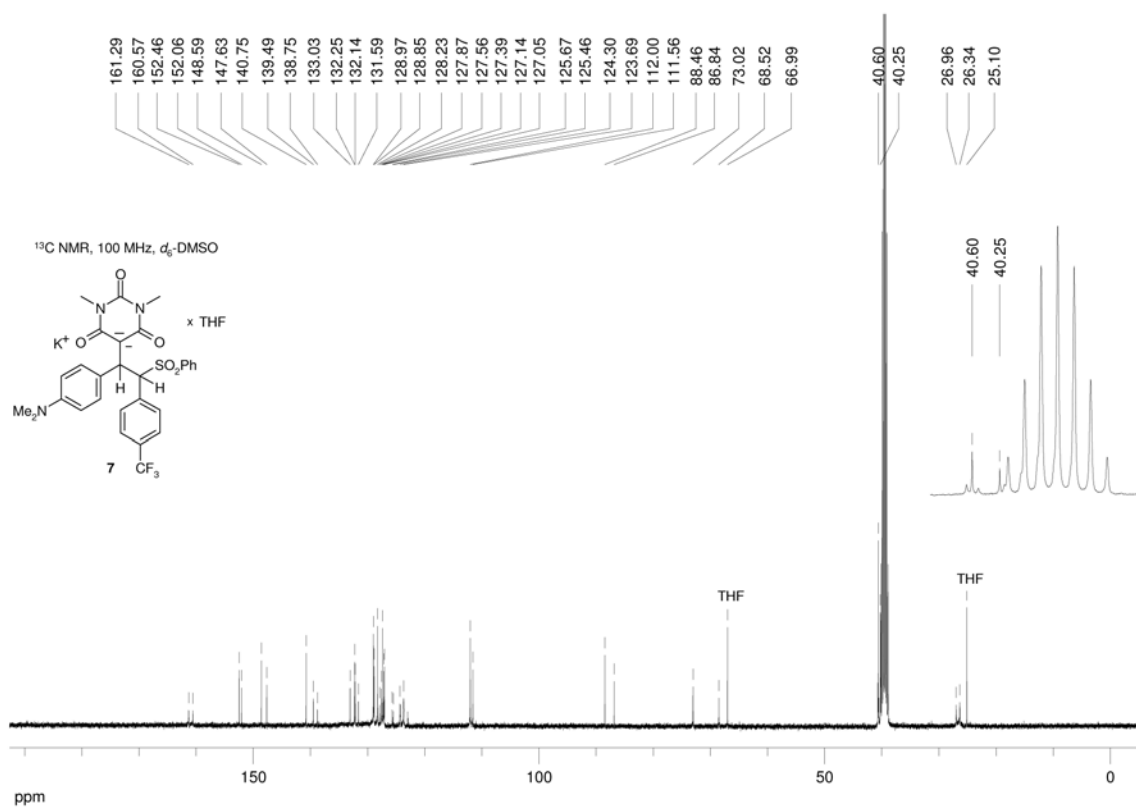 161.29 160.57 152.46 152.06 148.59 147.63 140.75 139.49 138.75 133.03 132.25 132.14 131.59 128.97 128.85 128.23 127.87 127.56 127.39 127.14 127.05 125.67 125.46 124.30 123.69 112.00 111.56 88.46 86.84 73.02 68.52 66.99 40.60 40.25 26.96 26.34 25.10
¹³C NMR, 100 MHz, d₆-DMSO
40.60 40.25
O
N N
× THF
O O
K⁺ − −
SO₂Ph
H H
Me₂N
7 CF₃
THF THF
150 100 50 0
ppm